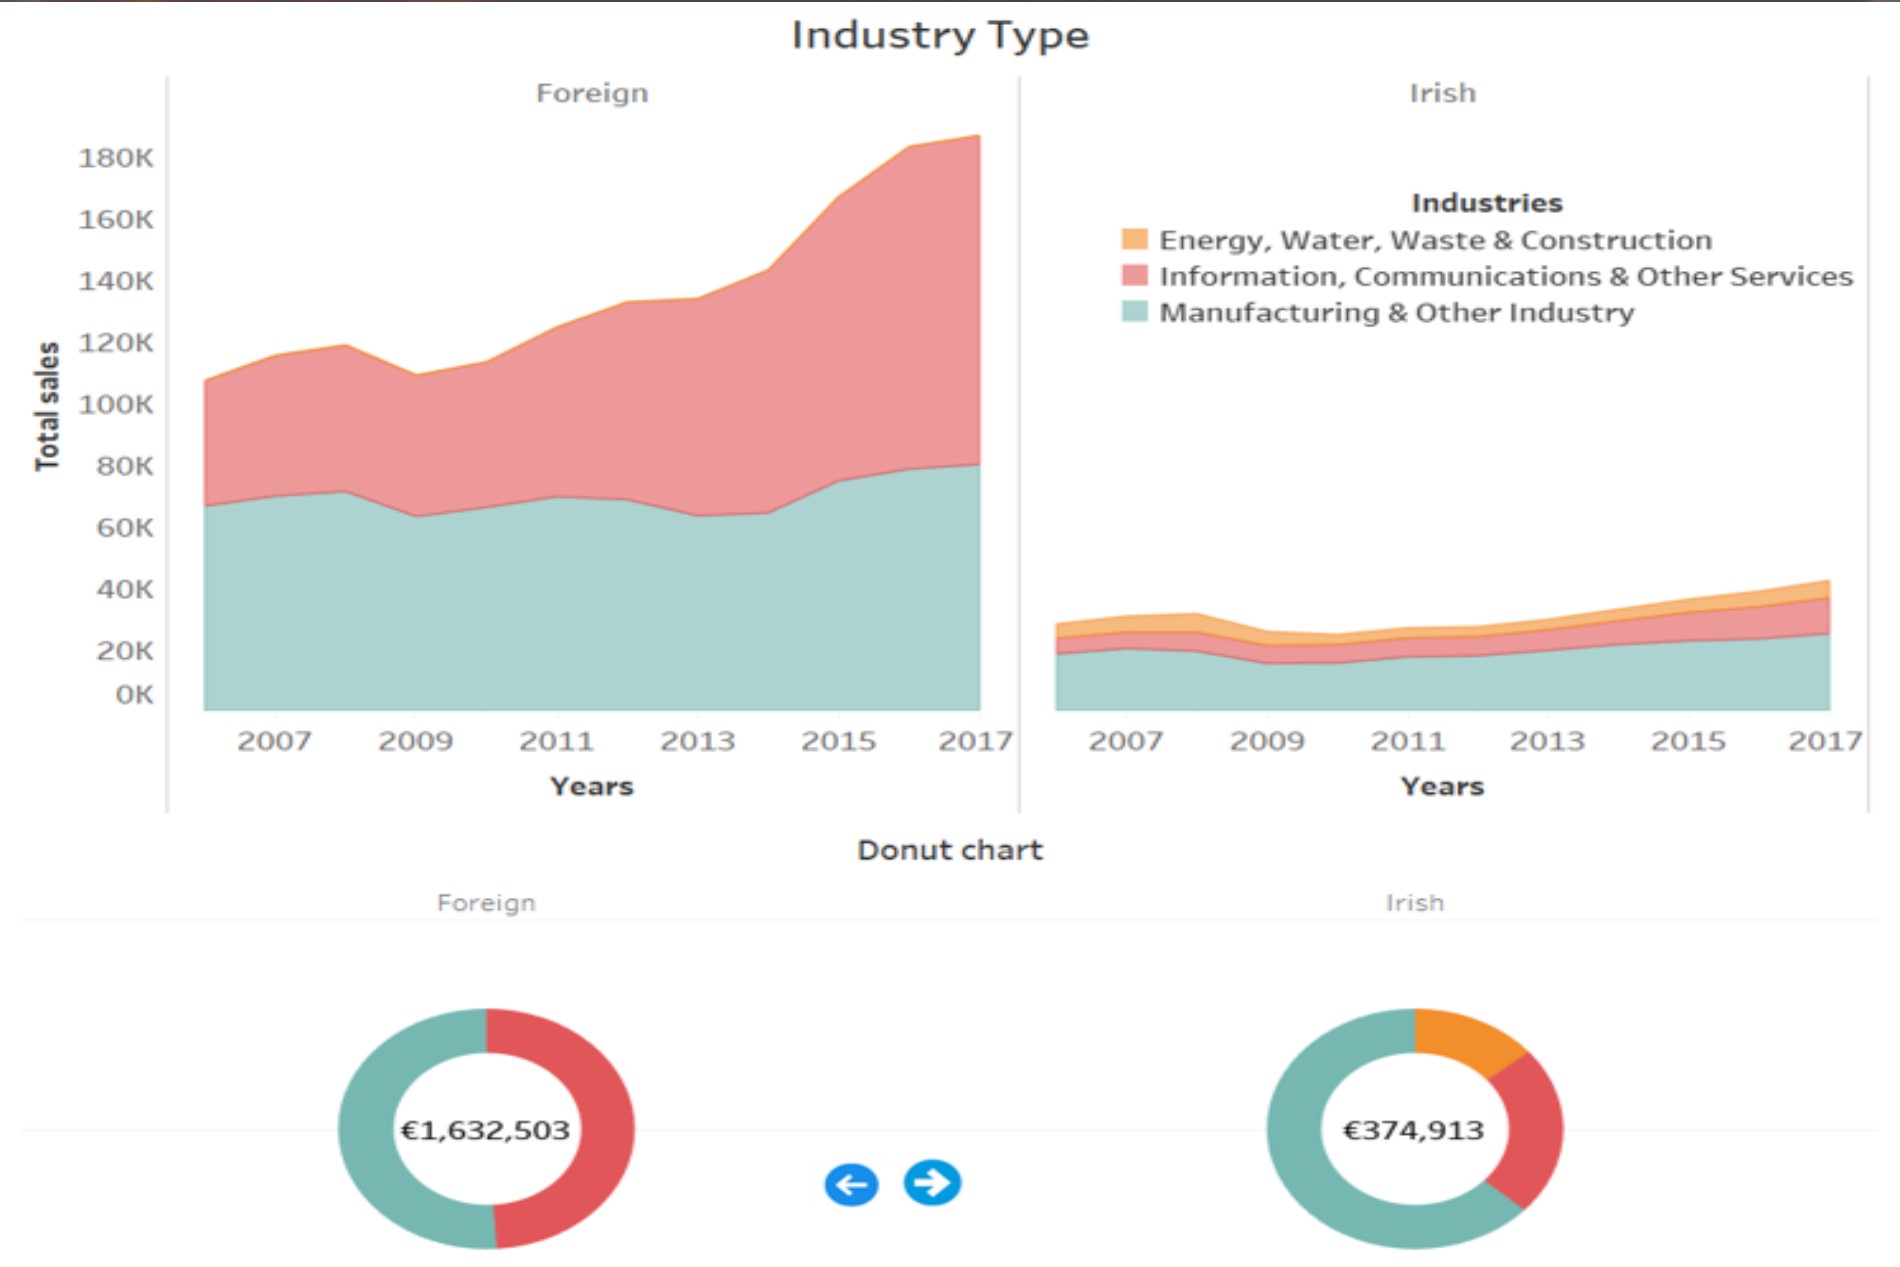 Industry Type
Foreign
Irish
180K
160K
140K
120K
100K
80K
60K
40K
20K
0K
Total sales
Industries
Energy, Water, Waste & Construction
Information, Communications & Other Services
Manufacturing & Other Industry
2007 2009 2011 2013 2015 2017
2007 2009 2011 2013 2015 2017
Years
Years
Donut chart
Foreign
Irish
€1,632,503
€374,913